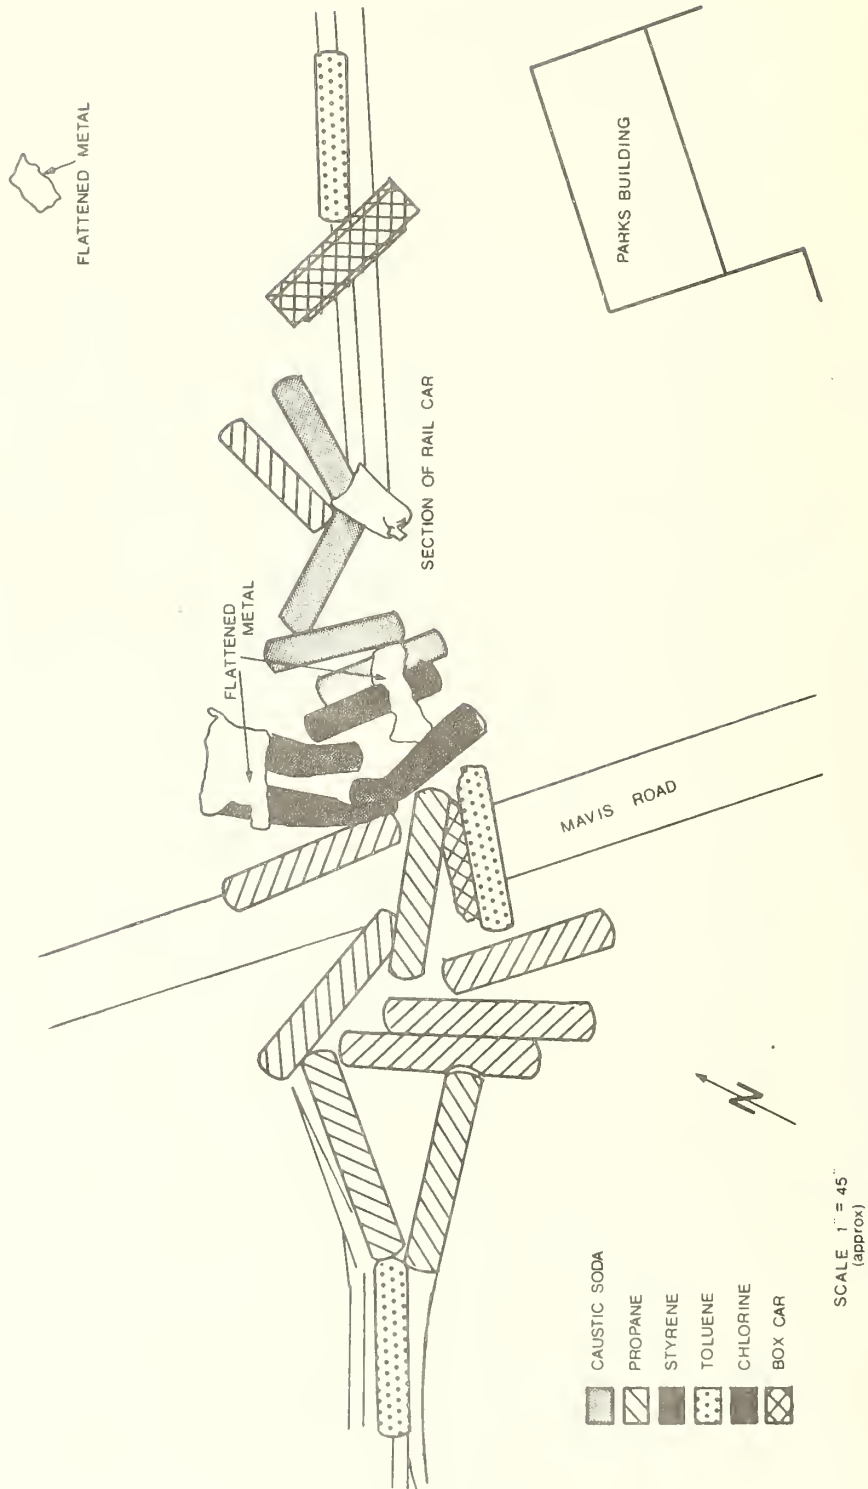 FLATTENED METAL
PARKS BUILDING
SECTION OF RAIL CAR
FLATTENED
METAL
MAVIS ROAD
N
CAUSTIC SODA
PROPANE
STYRENE
TOLUENE
CHLORINE
BOX CAR
SCALE 1" = 45"
(approx)